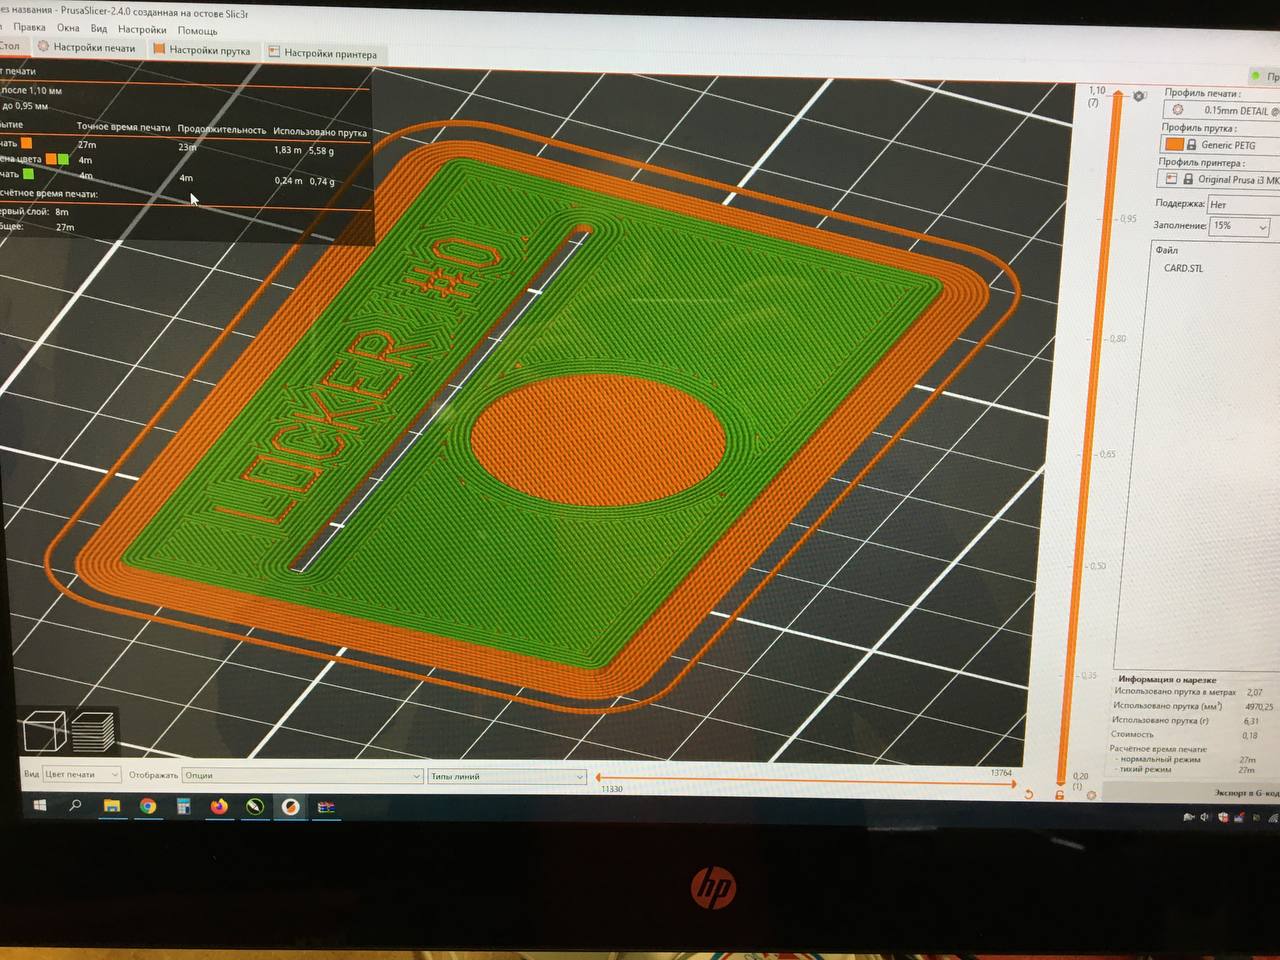 ез названия - PrusaSlicer-2.4.0 созданная на остове Slic3r
Правка Окна Вид Настройки Помощь
Стол Настройки печати Настройки прутка Настройки принтера
т печати
после 1,10 мм
до 0,95 мм
бытие Точное время печати Продолжительность Использовано прутка
чать 27m 23m 1,83 m 5,58 g
ена цвета 4m
чать 4m 4m 0,24 m 0,74 g
счётное время печати:
ервый слой: 8m
бщее: 27m
LOCKER #0
1,10
(7)
0,95
0,80
0,65
0,50
0,35
0,20
(1)
Пр
Профиль печати :
0.15mm DETAIL @
Профиль прутка :
Generic PETG
Профиль принтера :
Original Prusa i3 MK
Поддержка: Нет
Заполнение: 15%
Файл
CARD.STL
Информация о нарезке
Использовано прутка в метрах 2,07
Использовано прутка (мм³) 4970,25
Использовано прутка (г) 6,31
Стоимость 0,18
Расчётное время печати:
- нормальный режим 27m
- тихий режим 27m
Экспорт в G-код
Вид Цвет печати Отображать Опции Типы линий
11330 13764
hp